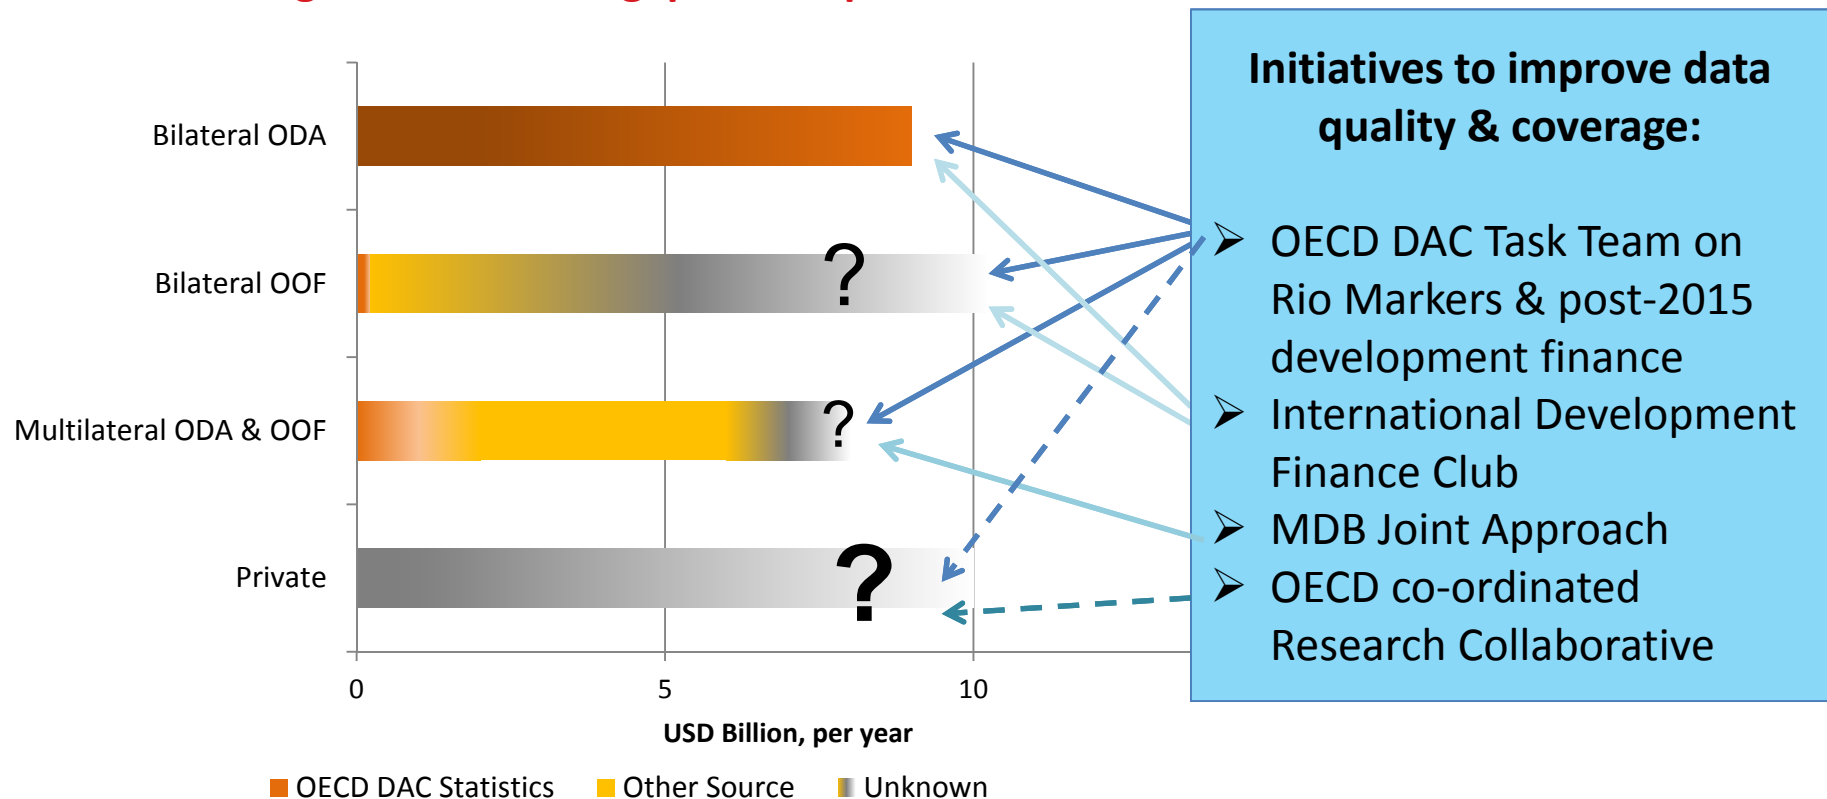 Bilateral ODA
Bilateral OOF
?
Multilateral ODA & OOF
?
Private
?
0
5
10
USD Billion, per year
OECD DAC Statistics
Other Source
Unknown
Initiatives to improve data
quality & coverage:
➢ OECD DAC Task Team on
Rio Markers & post-2015
development finance
➢ International Development
Finance Club
➢ MDB Joint Approach
➢ OECD co-ordinated
Research Collaborative